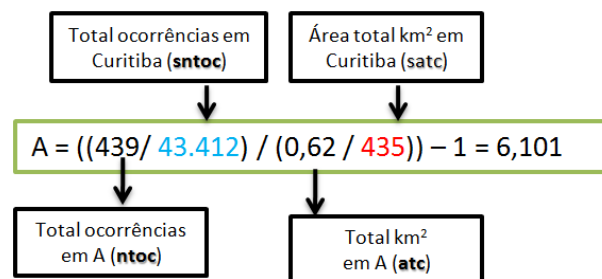 Total ocorrências em
Curitiba (sntoc)
Área total km² em
Curitiba (satc)
A = ((439/ 43.412) / (0,62 / 435)) – 1 = 6,101
Total ocorrências
em A (ntoc)
Total km²
em A (atc)